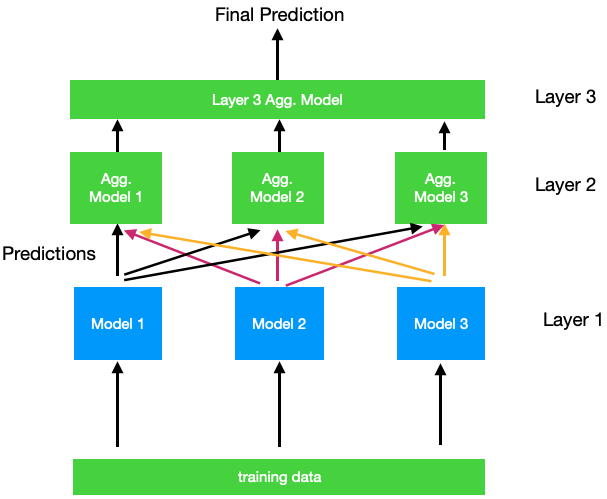 Final Prediction
Layer 3 Agg. Model
Layer 3
Agg.
Model 1
Agg.
Model 2
Agg.
Model 3
Layer 2
Predictions
Model 1
Model 2
Model 3
Layer 1
training data